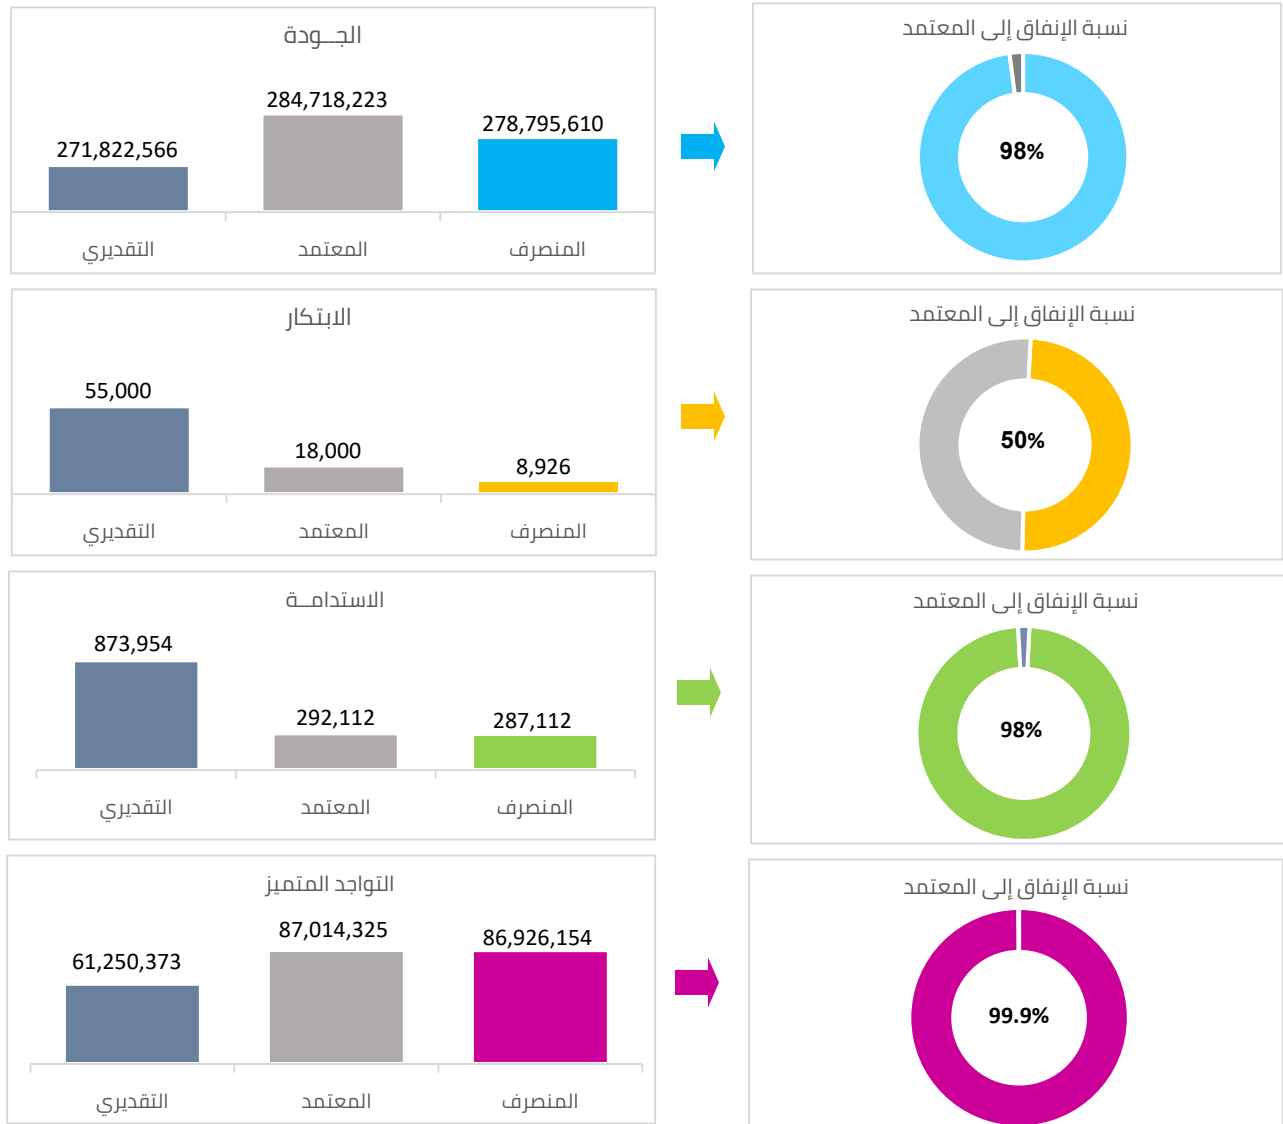 الجــودة
284,718,223
278,795,610
271,822,566
التقديري
المعتمد
المنصرف
نسبة الإنفاق إلى المعتمد
98%
الابتكار
55,000
18,000
8,926
التقديري
المعتمد
المنصرف
نسبة الإنفاق إلى المعتمد
50%
الاستدامــة
873,954
292,112
287,112
التقديري
المعتمد
المنصرف
نسبة الإنفاق إلى المعتمد
98%
التواجد المتميز
87,014,325
86,926,154
61,250,373
التقديري
المعتمد
المنصرف
نسبة الإنفاق إلى المعتمد
99.9%